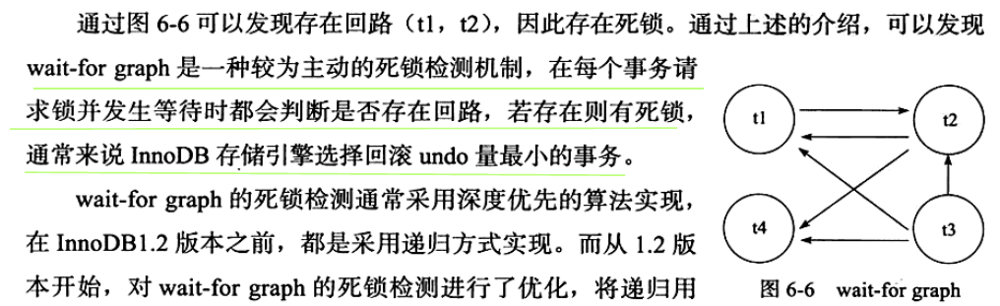 通过图 6-6 可以发现存在回路（t1，t2），因此存在死锁。通过上述的介绍，可以发现
wait-for graph 是一种较为主动的死锁检测机制，在每个事务请
求锁并发生等待时都会判断是否存在回路，若存在则有死锁，
通常来说 InnoDB 存储引擎选择回滚 undo 量最小的事务。
wait-for graph 的死锁检测通常采用深度优先的算法实现，
在 InnoDB1.2 版本之前，都是采用递归方式实现。而从 1.2 版
本开始，对 wait-for graph 的死锁检测进行了优化，将递归用
t1
t2
t4
t3
图 6-6 wait-for graph